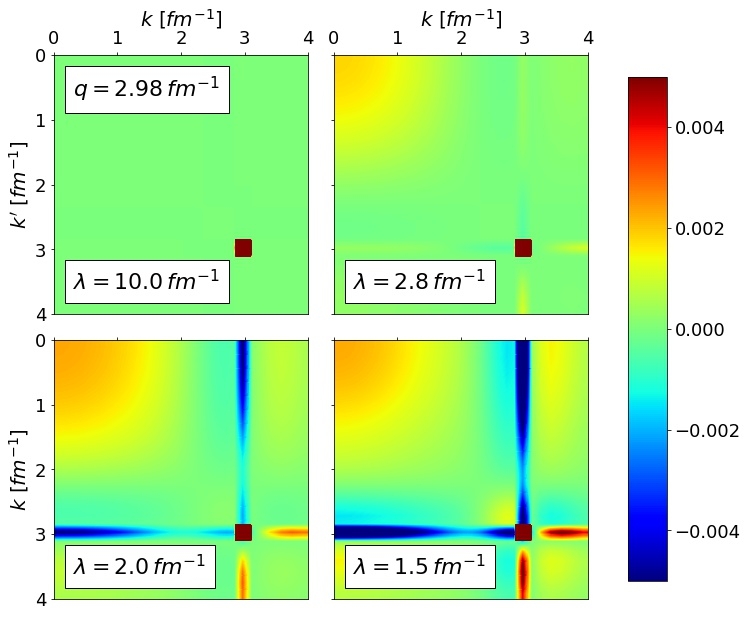 k [fm⁻¹]
k [fm⁻¹]
0 1 2 3 4
0 1 2 3 4
0
1
2
3
4
k′ [fm⁻¹]
q = 2.98 fm⁻¹
λ = 10.0 fm⁻¹
λ = 2.8 fm⁻¹
0
1
2
3
4
k [fm⁻¹]
λ = 2.0 fm⁻¹
λ = 1.5 fm⁻¹
0.004
0.002
0.000
−0.002
−0.004